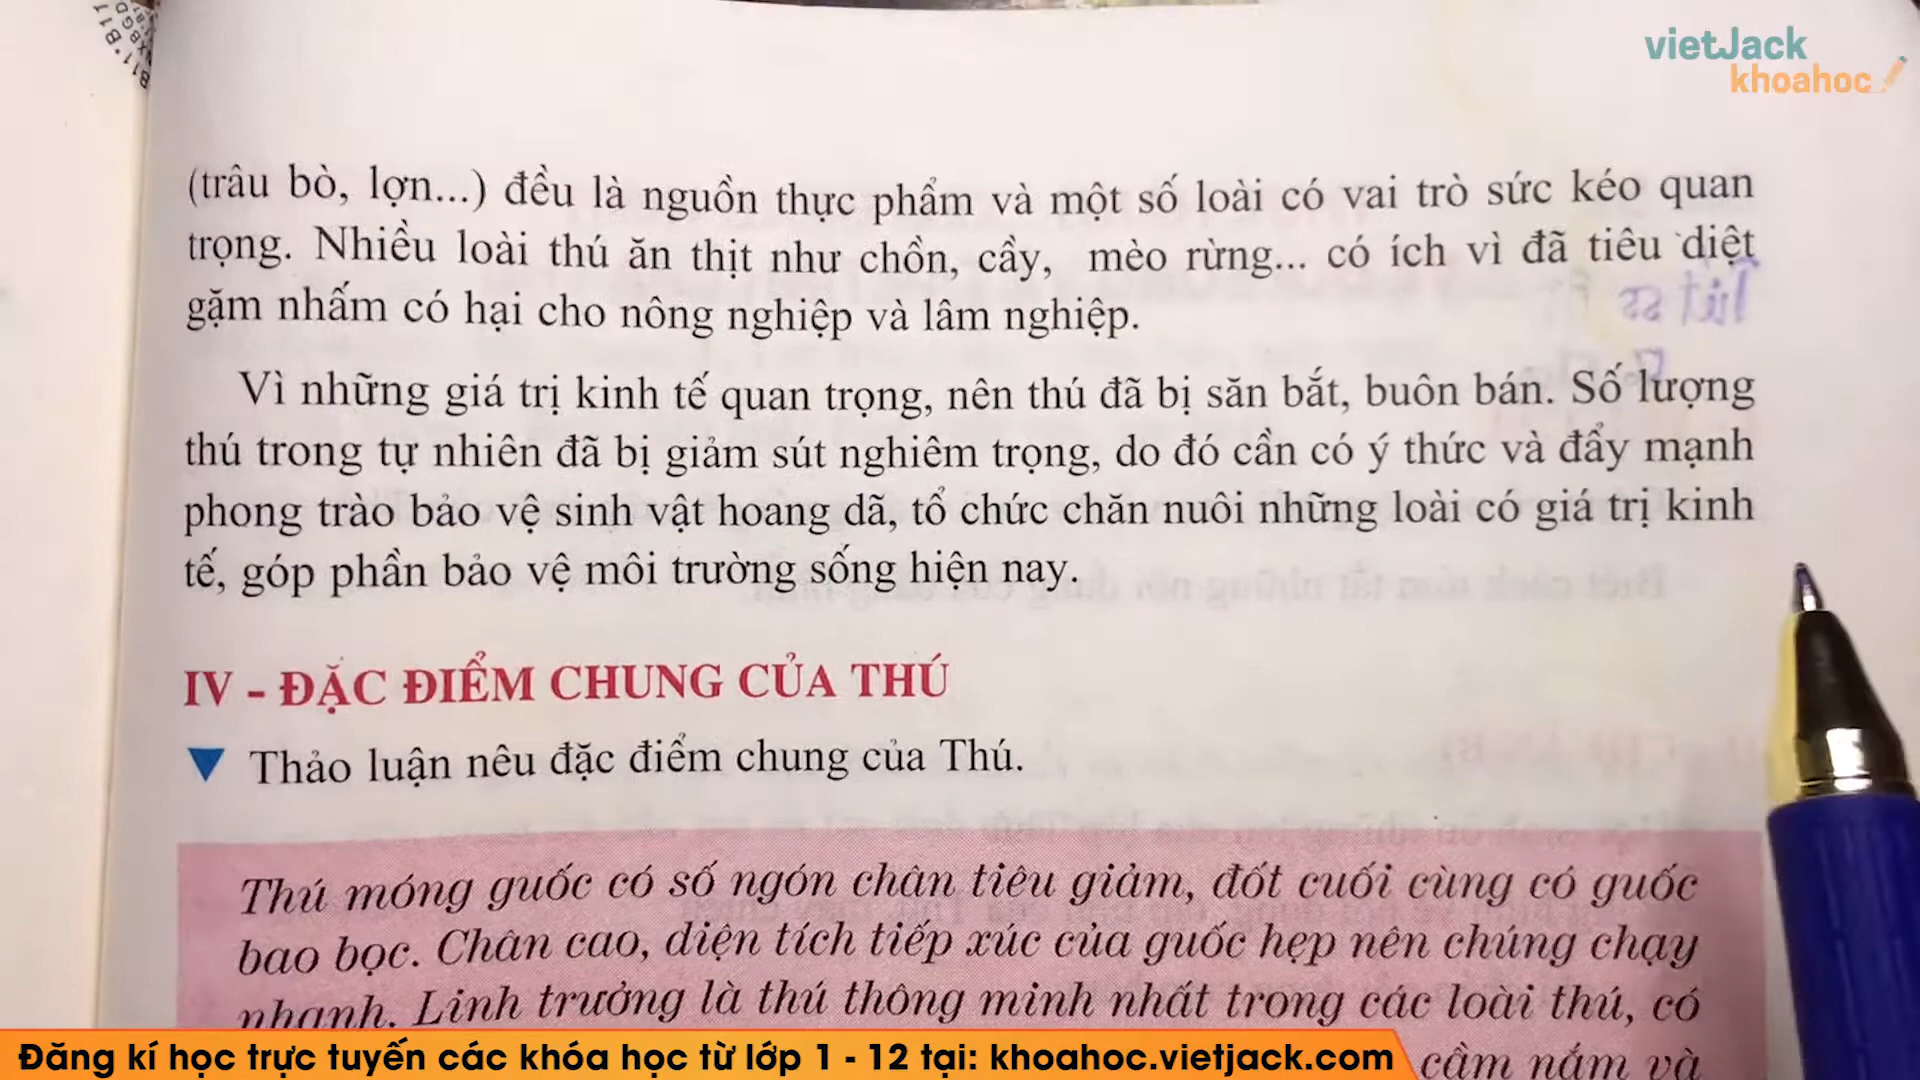 vietJack
khoahoc
(trâu bò, lợn...) đều là nguồn thực phẩm và một số loài có vai trò sức kéo quan
trọng. Nhiều loài thú ăn thịt như chồn, cầy, mèo rừng... có ích vì đã tiêu diệt
gặm nhấm có hại cho nông nghiệp và lâm nghiệp.
Vì những giá trị kinh tế quan trọng, nên thú đã bị săn bắt, buôn bán. Số lượng
thú trong tự nhiên đã bị giảm sút nghiêm trọng, do đó cần có ý thức và đẩy mạnh
phong trào bảo vệ sinh vật hoang dã, tổ chức chăn nuôi những loài có giá trị kinh
tế, góp phần bảo vệ môi trường sống hiện nay.
IV - ĐẶC ĐIỂM CHUNG CỦA THÚ
Thảo luận nêu đặc điểm chung của Thú.
Thú móng guốc có số ngón chân tiêu giảm, đốt cuối cùng có guốc
bao bọc. Chân cao, diện tích tiếp xúc của guốc hẹp nên chúng chạy
nhanh. Linh trưởng là thú thông minh nhất trong các loài thú, có
cầm nắm và
Đăng kí học trực tuyến các khóa học từ lớp 1 - 12 tại: khoahoc.vietjack.com